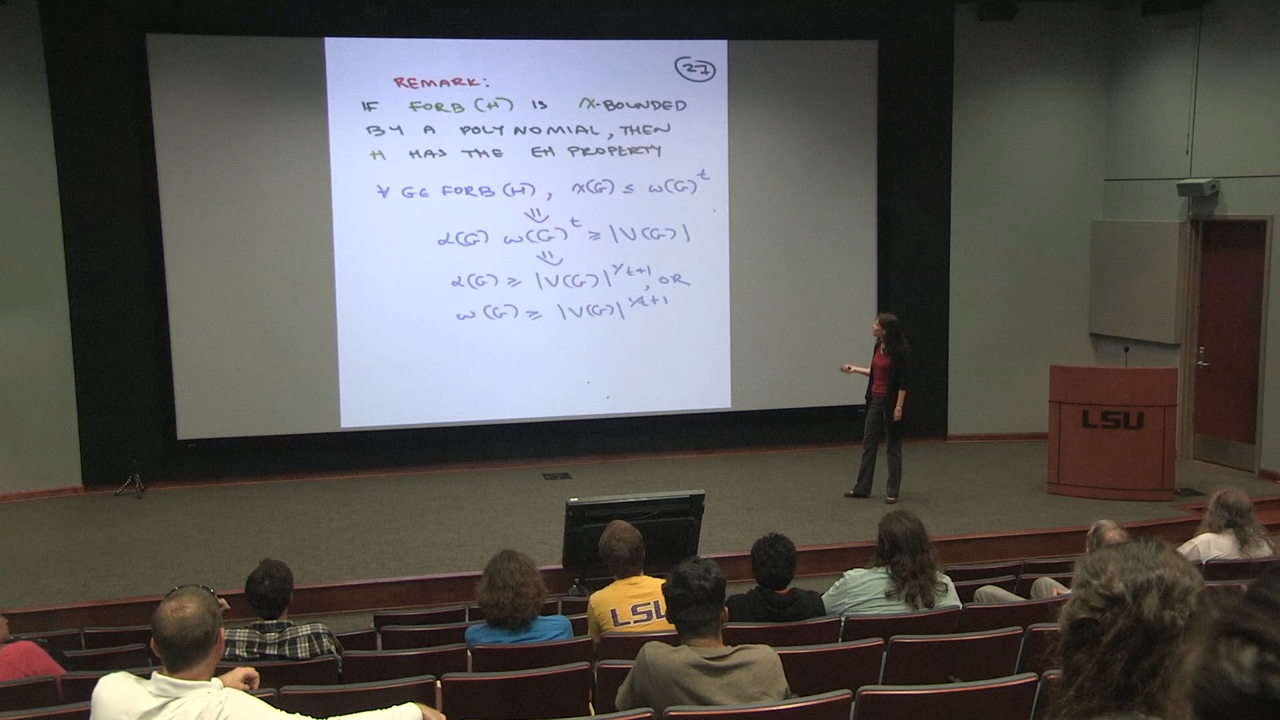 27
REMARK:
IF FORB (H) IS χ-BOUNDED
BY A POLYNOMIAL, THEN
H HAS THE EH PROPERTY
∀ G∈ FORB (H), χ(G) ≤ ω(G)^t
⇓
α(G) ω(G)^t ≥ |V(G)|
⇓
α(G) ≥ |V(G)|^1/t+1, OR
ω(G) ≥ |V(G)|^1/t+1
LSU
LSU